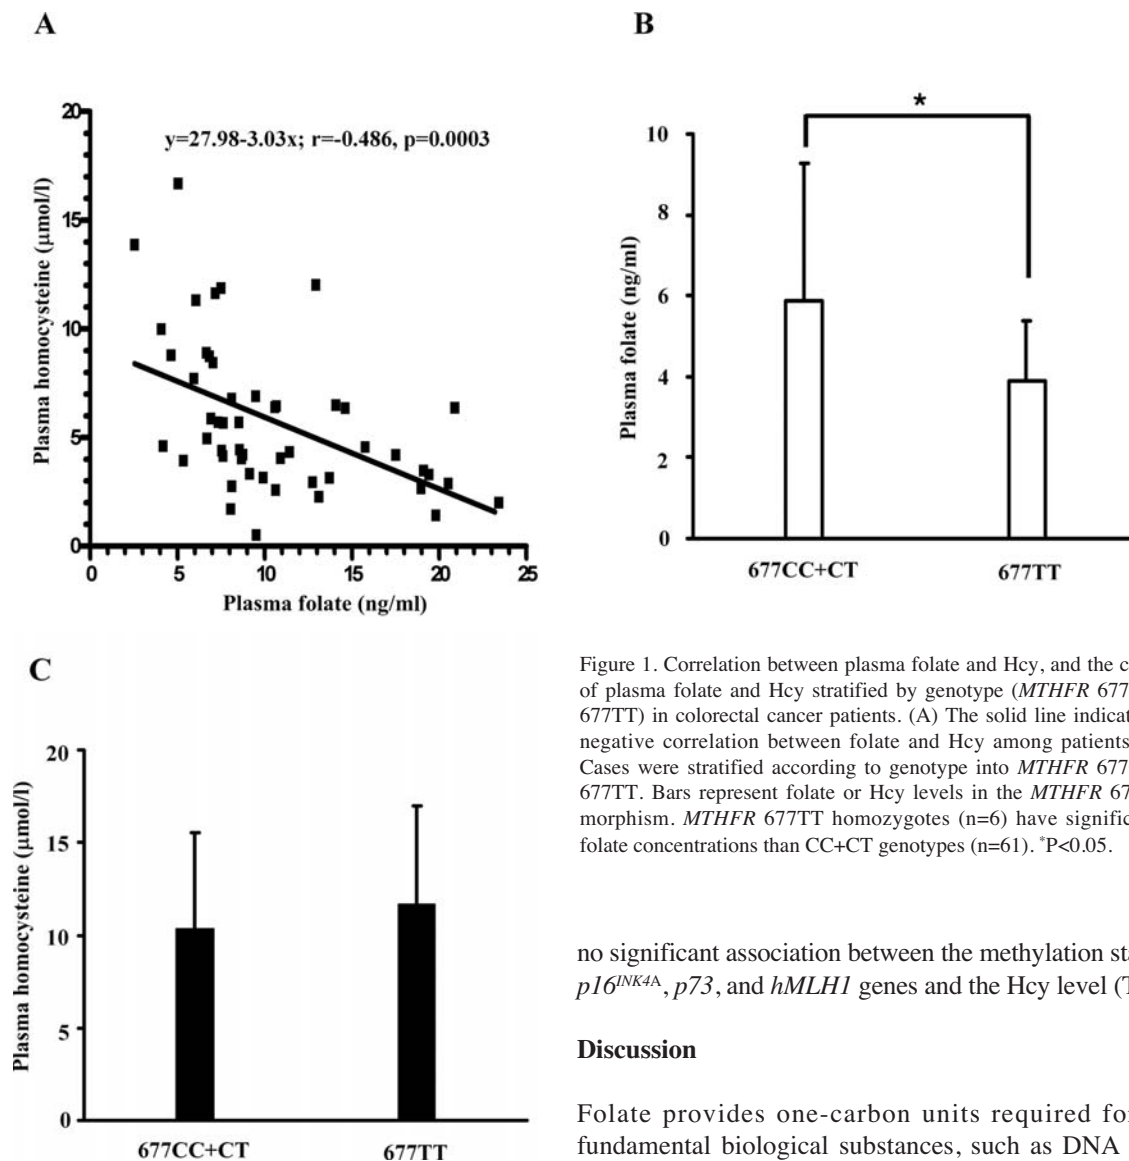 A
y=27.98-3.03x; r=-0.486, p=0.0003
Plasma homocysteine (μmol/l)
20
15
10
5
0
0 5 10 15 20 25
Plasma folate (ng/ml)
B
*
Plasma folate (ng/ml)
10
8
6
4
2
0
677CC+CT 677TT
C
Plasma homocysteine (μmol/l)
20
15
10
5
0
677CC+CT 677TT
Figure 1. Correlation between plasma folate and Hcy, and the c
of plasma folate and Hcy stratified by genotype (MTHFR 677
677TT) in colorectal cancer patients. (A) The solid line indicat
negative correlation between folate and Hcy among patients
Cases were stratified according to genotype into MTHFR 677
677TT. Bars represent folate or Hcy levels in the MTHFR 67
morphism. MTHFR 677TT homozygotes (n=6) have signific
folate concentrations than CC+CT genotypes (n=61). *P<0.05.
no significant association between the methylation sta
p16INK4A, p73, and hMLH1 genes and the Hcy level (T
Discussion
Folate provides one-carbon units required for
fundamental biological substances, such as DNA